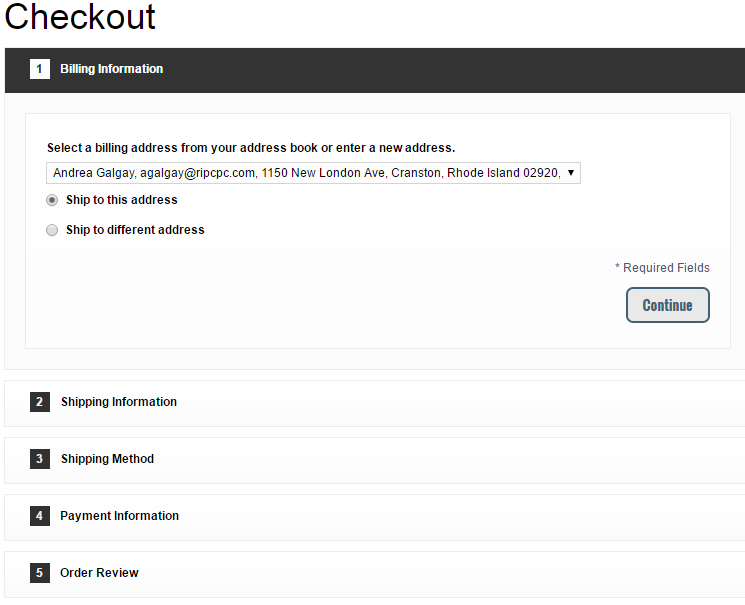 Checkout
1 Billing Information
Select a billing address from your address book or enter a new address.
Andrea Galgay, agalgay@ripcpc.com, 1150 New London Ave, Cranston, Rhode Island 02920,
Ship to this address
Ship to different address
* Required Fields
Continue
2 Shipping Information
3 Shipping Method
4 Payment Information
5 Order Review